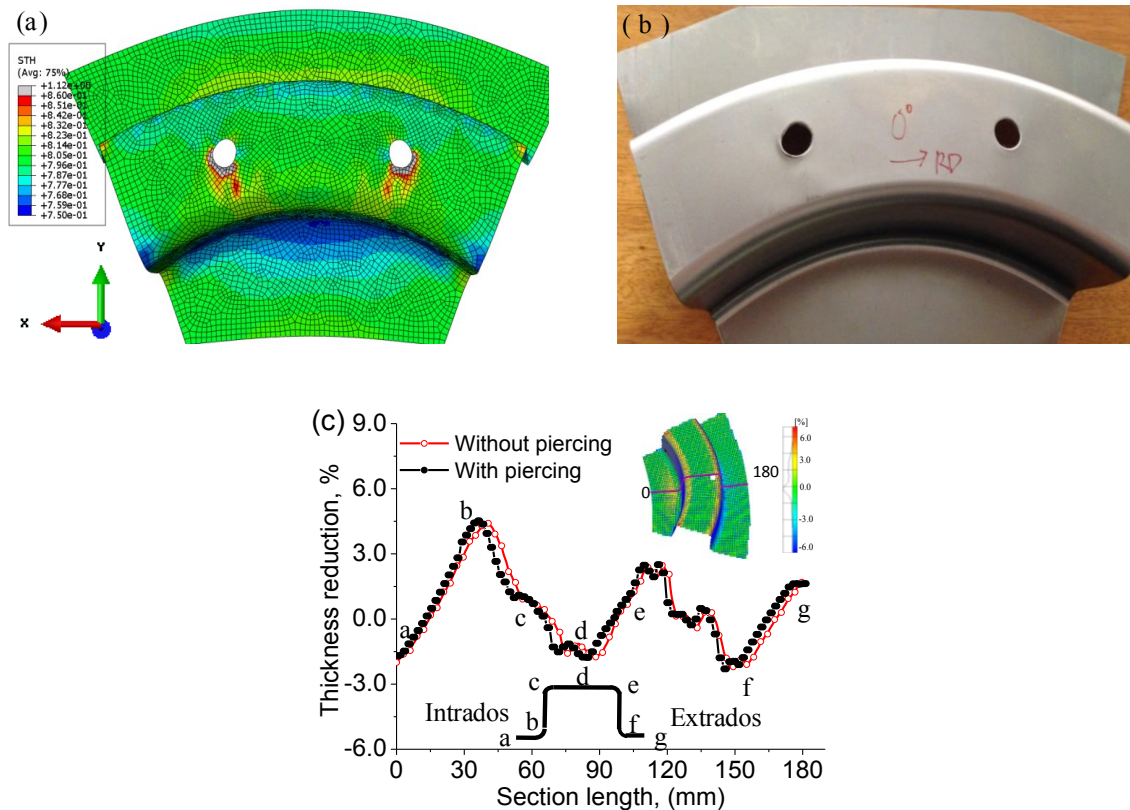 (a)
STH
(Avg: 75%)
+1.12e+00
+8.60e-01
+8.51e-01
+8.42e-01
+8.32e-01
+8.23e-01
+8.14e-01
+8.05e-01
+7.96e-01
+7.87e-01
+7.77e-01
+7.68e-01
+7.59e-01
+7.50e-01
Y
X
(b)
0°
→RD
(c)
Without piercing
With piercing
[%]
6.0
3.0
0.0
-3.0
-6.0
0
180
9.0
6.0
3.0
0.0
-3.0
-6.0
Thickness reduction, %
a
b
c
d
e
f
g
c
d
e
Intrados
b
f
Extrados
a
g
0
30
60
90
120
150
180
Section length, (mm)